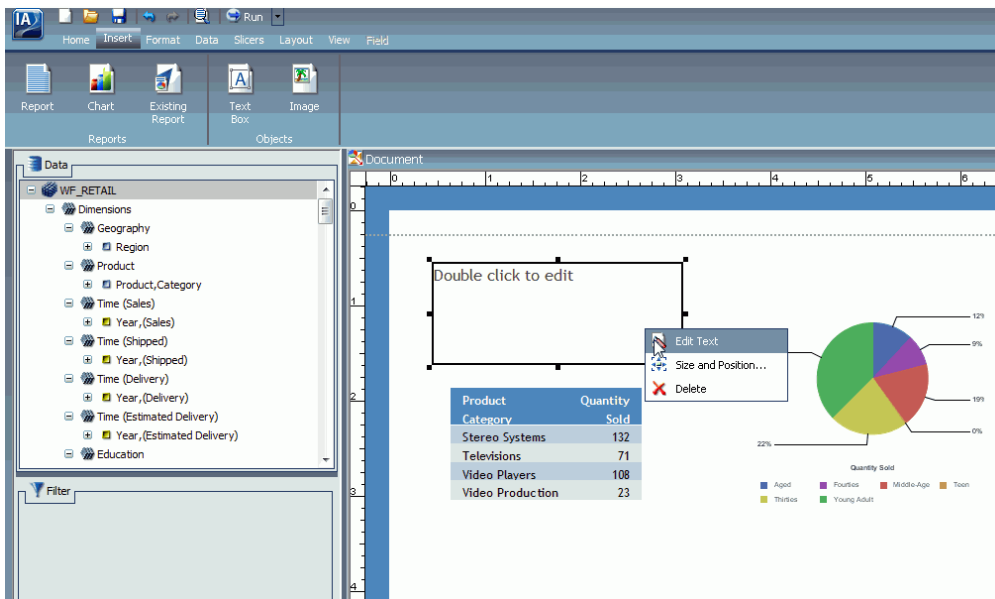 IA
Run
Home Insert Format Data Slicers Layout View Field
Report Chart Existing Report Text Box Image
Reports Objects
Data
WF_RETAIL
Dimensions
Geography
Region
Product
Product,Category
Time (Sales)
Year,(Sales)
Time (Shipped)
Year,(Shipped)
Time (Delivery)
Year,(Delivery)
Time (Estimated Delivery)
Year,(Estimated Delivery)
Education
Filter
Document
0 1 2 3 4 5 6
0
1
2
3
4
Double click to edit
Edit Text
Size and Position...
Delete
Product Category Quantity Sold
Stereo Systems 132
Televisions 71
Video Players 108
Video Production 23
12%
9%
19%
0%
22%
Quantity Sold
Aged Fourties Middle-Age Teen
Thirties Young Adult